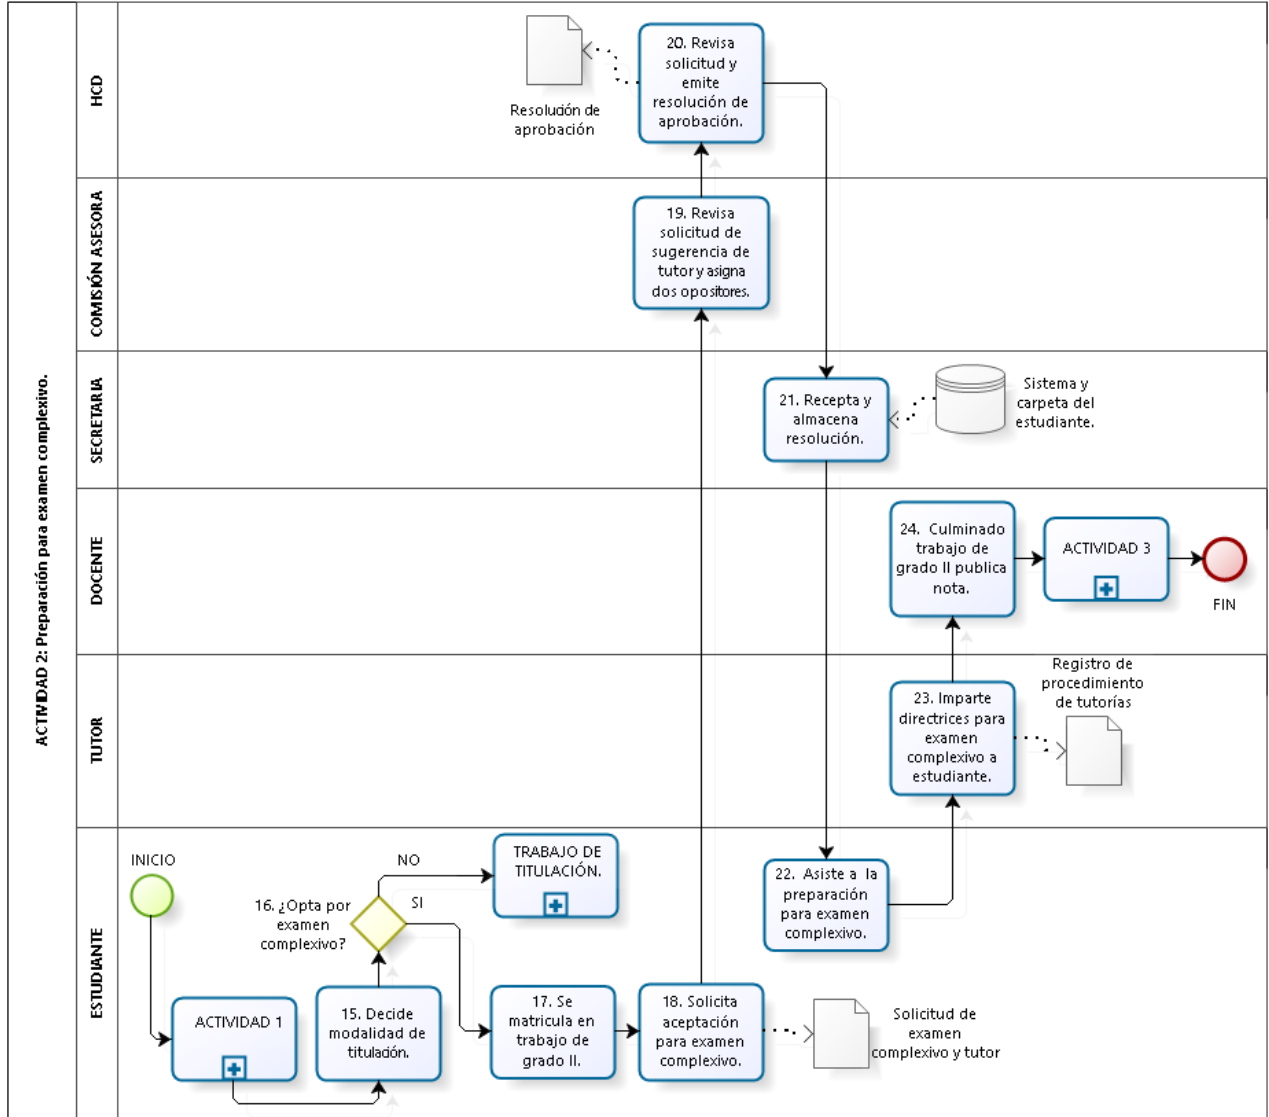 ACTIVIDAD 2: Preparación para examen complexivo.
HCD
Resolución de
aprobación
20. Revisa
solicitud y
emite
resolución de
aprobación.
COMISIÓN ASESORA
19. Revisa
solicitud de
sugerencia de
tutor y asigna
dos opositores.
SECRETARIA
21. Recepta y
almacena
resolución.
Sistema y
carpeta del
estudiante.
DOCENTE
24. Culminado
trabajo de
grado II publica
nota.
ACTIVIDAD 3
FIN
TUTOR
23. Imparte
directrices para
examen
complexivo a
estudiante.
Registro de
procedimiento
de tutorías
ESTUDIANTE
INICIO
ACTIVIDAD 1
15. Decide
modalidad de
titulación.
16. ¿Opta por
examen
complexivo?
NO
SI
TRABAJO DE
TITULACIÓN.
17. Se
matricula en
trabajo de
grado II.
18. Solicita
aceptación
para examen
complexivo.
Solicitud de
examen
complexivo y tutor
22. Asiste a la
preparación
para examen
complexivo.